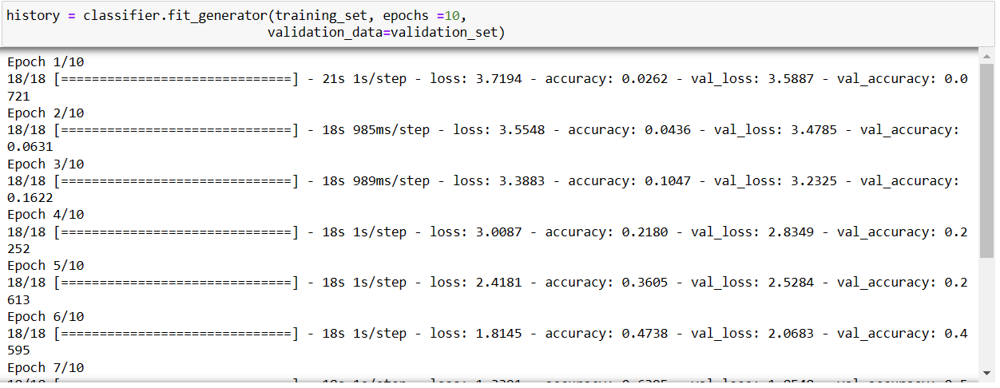 history = classifier.fit_generator(training_set, epochs =10,
validation_data=validation_set)
Epoch 1/10
18/18 [==============================] - 21s 1s/step - loss: 3.7194 - accuracy: 0.0262 - val_loss: 3.5887 - val_accuracy: 0.0
721
Epoch 2/10
18/18 [==============================] - 18s 985ms/step - loss: 3.5548 - accuracy: 0.0436 - val_loss: 3.4785 - val_accuracy:
0.0631
Epoch 3/10
18/18 [==============================] - 18s 989ms/step - loss: 3.3883 - accuracy: 0.1047 - val_loss: 3.2325 - val_accuracy:
0.1622
Epoch 4/10
18/18 [==============================] - 18s 1s/step - loss: 3.0087 - accuracy: 0.2180 - val_loss: 2.8349 - val_accuracy: 0.2
252
Epoch 5/10
18/18 [==============================] - 18s 1s/step - loss: 2.4181 - accuracy: 0.3605 - val_loss: 2.5284 - val_accuracy: 0.2
613
Epoch 6/10
18/18 [==============================] - 18s 1s/step - loss: 1.8145 - accuracy: 0.4738 - val_loss: 2.0683 - val_accuracy: 0.4
595
Epoch 7/10